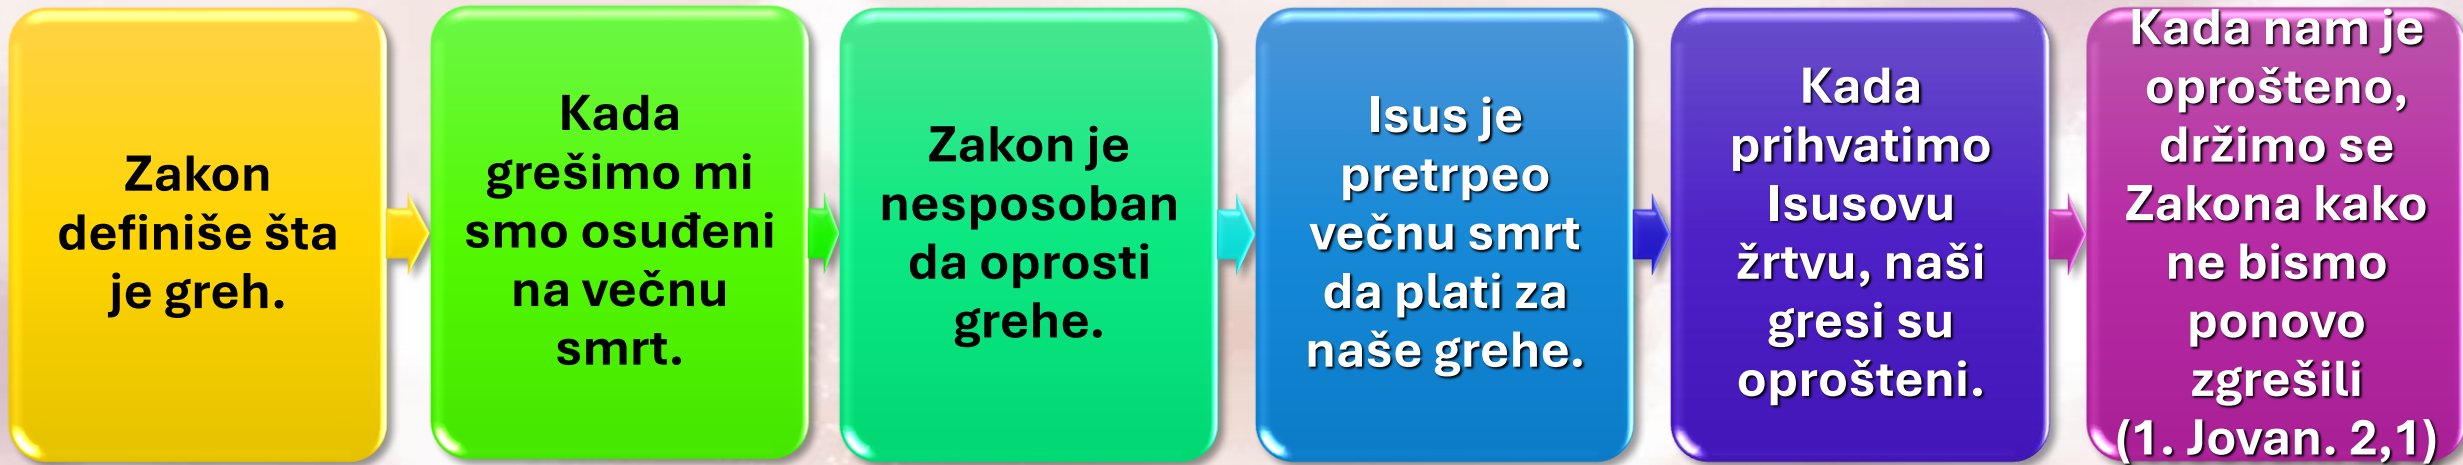 Zakon
definiše šta
je greh.
Kada
grešimo mi
smo osuđeni
na večnu
smrt.
Zakon je
nesposoban
da oprosti
grehe.
Isus je
pretrpeo
večnu smrt
da plati za
naše grehe.
Kada
prihvatimo
Isusovu
žrtvu, naši
gresi su
oprošteni.
Kada nam je
oprošteno,
držimo se
Zakona kako
ne bismo
ponovo
zgrešili
(1. Jovan. 2,1)